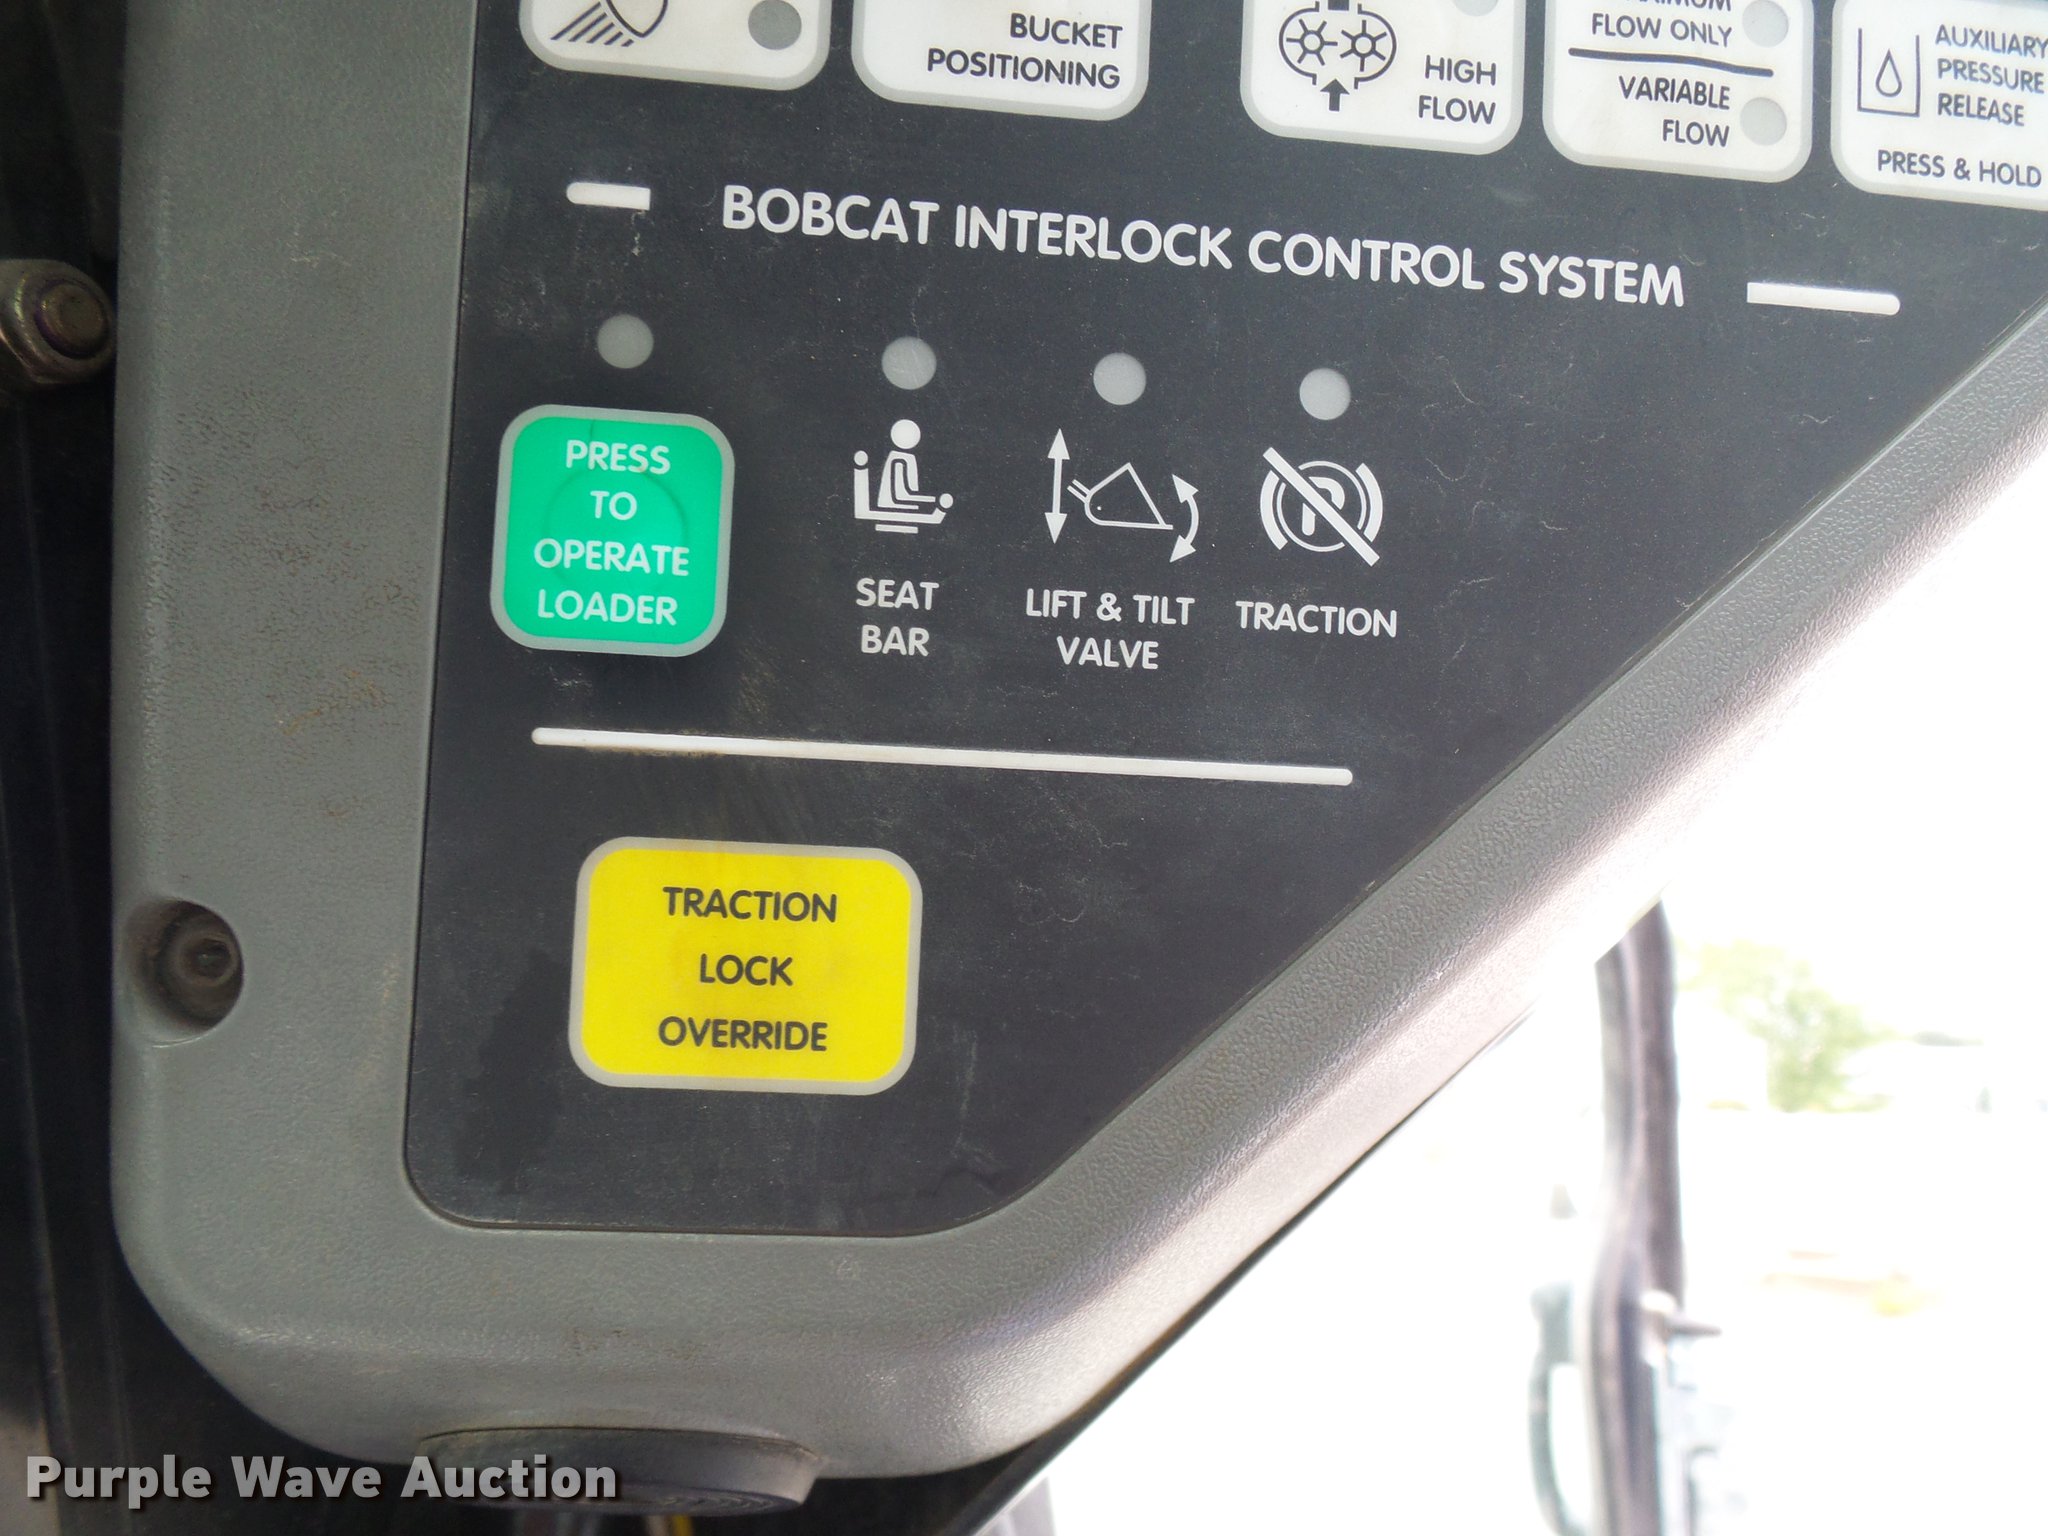 BUCKET
POSITIONING
HIGH
FLOW
FLOW ONLY
VARIABLE
FLOW
AUXILIARY
PRESSURE
RELEASE
PRESS & HOLD
BOBCAT INTERLOCK CONTROL SYSTEM
PRESS
TO
OPERATE
LOADER
SEAT
BAR
LIFT & TILT
VALVE
P
TRACTION
TRACTION
LOCK
OVERRIDE
Purple Wave Auction